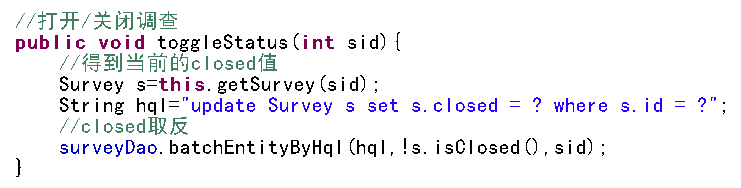 //打开/关闭调查
public void toggleStatus(int sid){
//得到当前的closed值
Survey s=this.getSurvey(sid);
String hql="update Survey s set s.closed = ? where s.id = ?";
//closed取反
surveyDao.batchEntityByHql(hql,!s.isClosed(),sid);
}